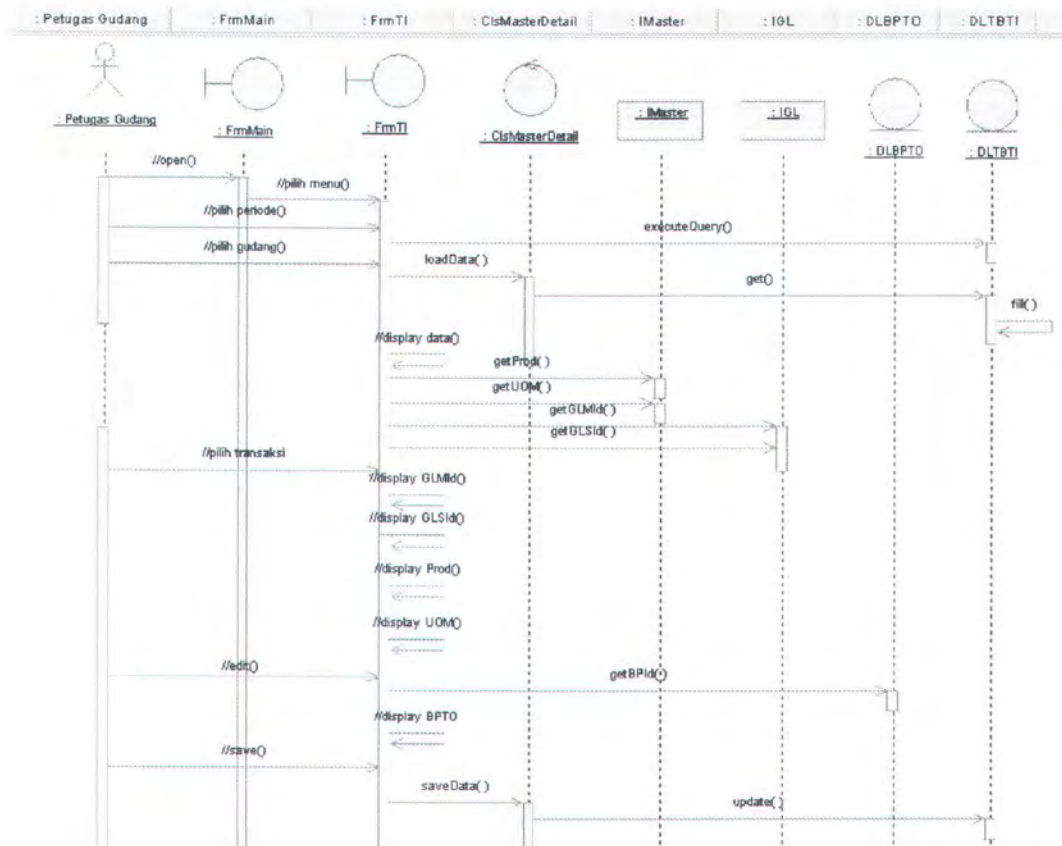 : Petugas Gudang : FrmMain : FrmTI : ClsMasterDetail : IMaster : IGL : DLBPTO : DLTBTI
: Petugas Gudang
: FrmMain
: FrmTI
: ClsMasterDetail
: IMaster
: IGL
: DLBPTO
: DLTBTI
//open()
//pilih menu()
//pilih periode()
executeQuery()
//pilih gudang()
loadData( )
get()
fill( )
//display data()
getProd( )
getUOM( )
getGLMId( )
getGLSId( )
//pilih transaksi
//display GLMId()
//display GLSId()
//display Prod()
//display UOM()
//edit()
getBPId( )
//display BPTO
//save()
saveData( )
update( )